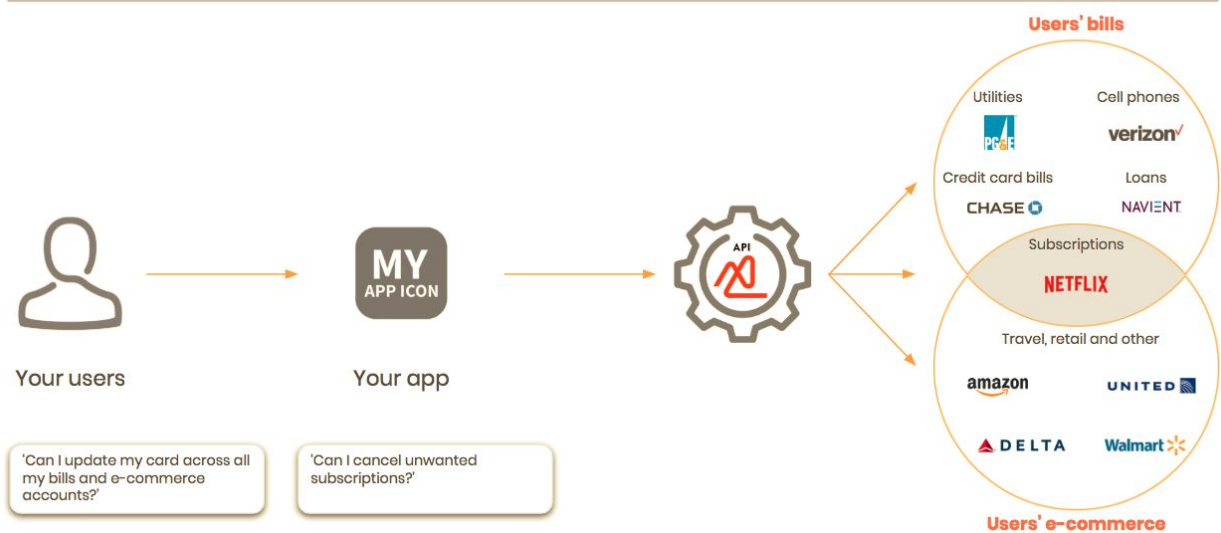 Users' bills
Utilities
Cell phones
PG&E
verizon
Credit card bills
Loans
CHASE
NAVIENT
Subscriptions
NETFLIX
API
MY
APP ICON
Travel, retail and other
amazon
UNITED
DELTA
Walmart
Users' e-commerce
Your users
Your app
'Can I update my card across all
my bills and e-commerce
accounts?'
'Can I cancel unwanted
subscriptions?'